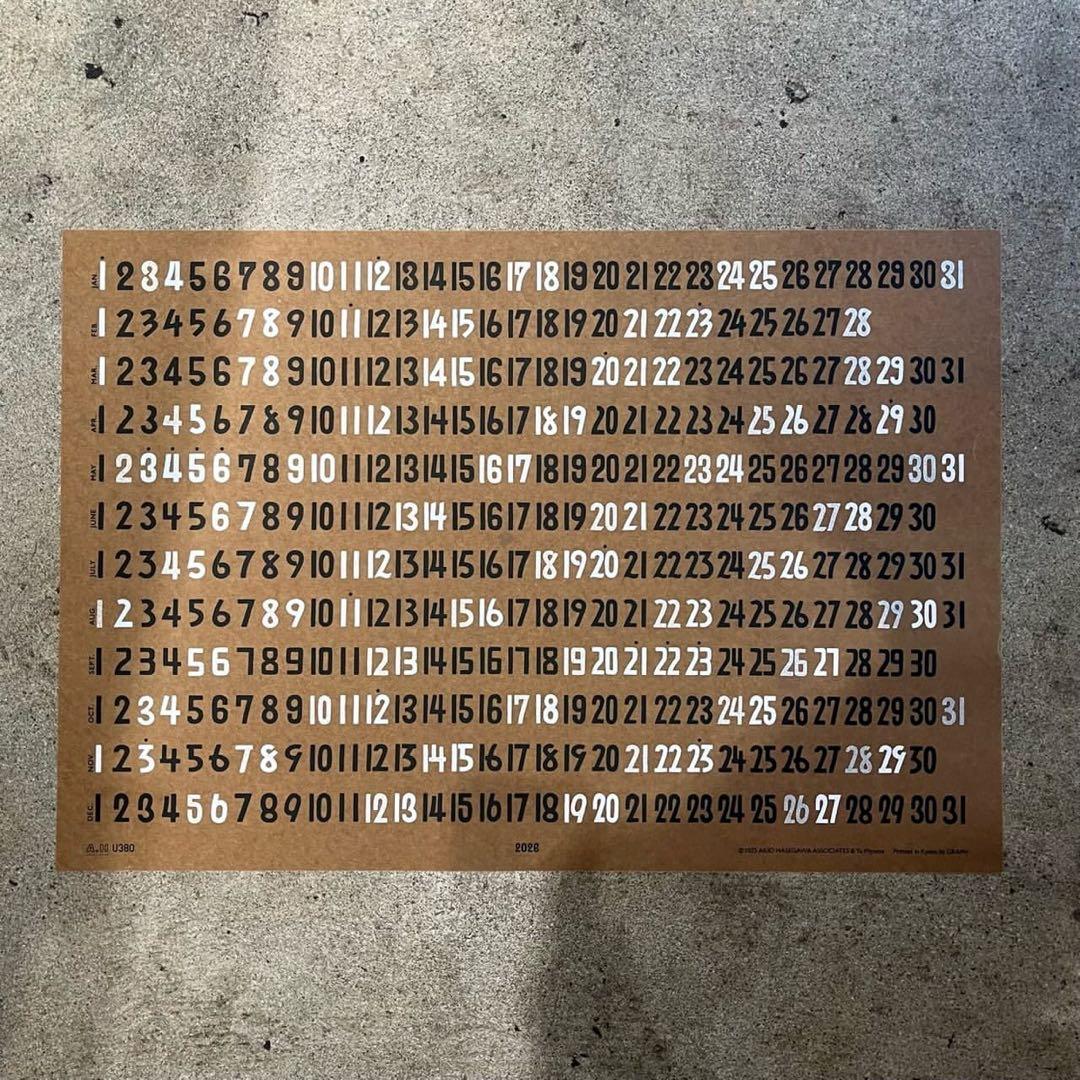 JAN. 1 2 3 4 5 6 7 8 9 10 11 12 13 14 15 16 17 18 19 20 21 22 23 24 25 26 27 28 29 30 31
FEB. 1 2 3 4 5 6 7 8 9 10 11 12 13 14 15 16 17 18 19 20 21 22 23 24 25 26 27 28
MAR. 1 2 3 4 5 6 7 8 9 10 11 12 13 14 15 16 17 18 19 20 21 22 23 24 25 26 27 28 29 30 31
APR. 1 2 3 4 5 6 7 8 9 10 11 12 13 14 15 16 17 18 19 20 21 22 23 24 25 26 27 28 29 30
MAY 1 2 3 4 5 6 7 8 9 10 11 12 13 14 15 16 17 18 19 20 21 22 23 24 25 26 27 28 29 30 31
JUNE 1 2 3 4 5 6 7 8 9 10 11 12 13 14 15 16 17 18 19 20 21 22 23 24 25 26 27 28 29 30
JULY 1 2 3 4 5 6 7 8 9 10 11 12 13 14 15 16 17 18 19 20 21 22 23 24 25 26 27 28 29 30 31
AUG. 1 2 3 4 5 6 7 8 9 10 11 12 13 14 15 16 17 18 19 20 21 22 23 24 25 26 27 28 29 30 31
SEPT. 1 2 3 4 5 6 7 8 9 10 11 12 13 14 15 16 17 18 19 20 21 22 23 24 25 26 27 28 29 30
OCT. 1 2 3 4 5 6 7 8 9 10 11 12 13 14 15 16 17 18 19 20 21 22 23 24 25 26 27 28 29 30 31
NOV. 1 2 3 4 5 6 7 8 9 10 11 12 13 14 15 16 17 18 19 20 21 22 23 24 25 26 27 28 29 30
DEC. 1 2 3 4 5 6 7 8 9 10 11 12 13 14 15 16 17 18 19 20 21 22 23 24 25 26 27 28 29 30 31
A.H U380 2026 ©2025 AKIO HASEGAWA ASSOCIATES & Yu Miyama Printed in Kyoto by GRAPH